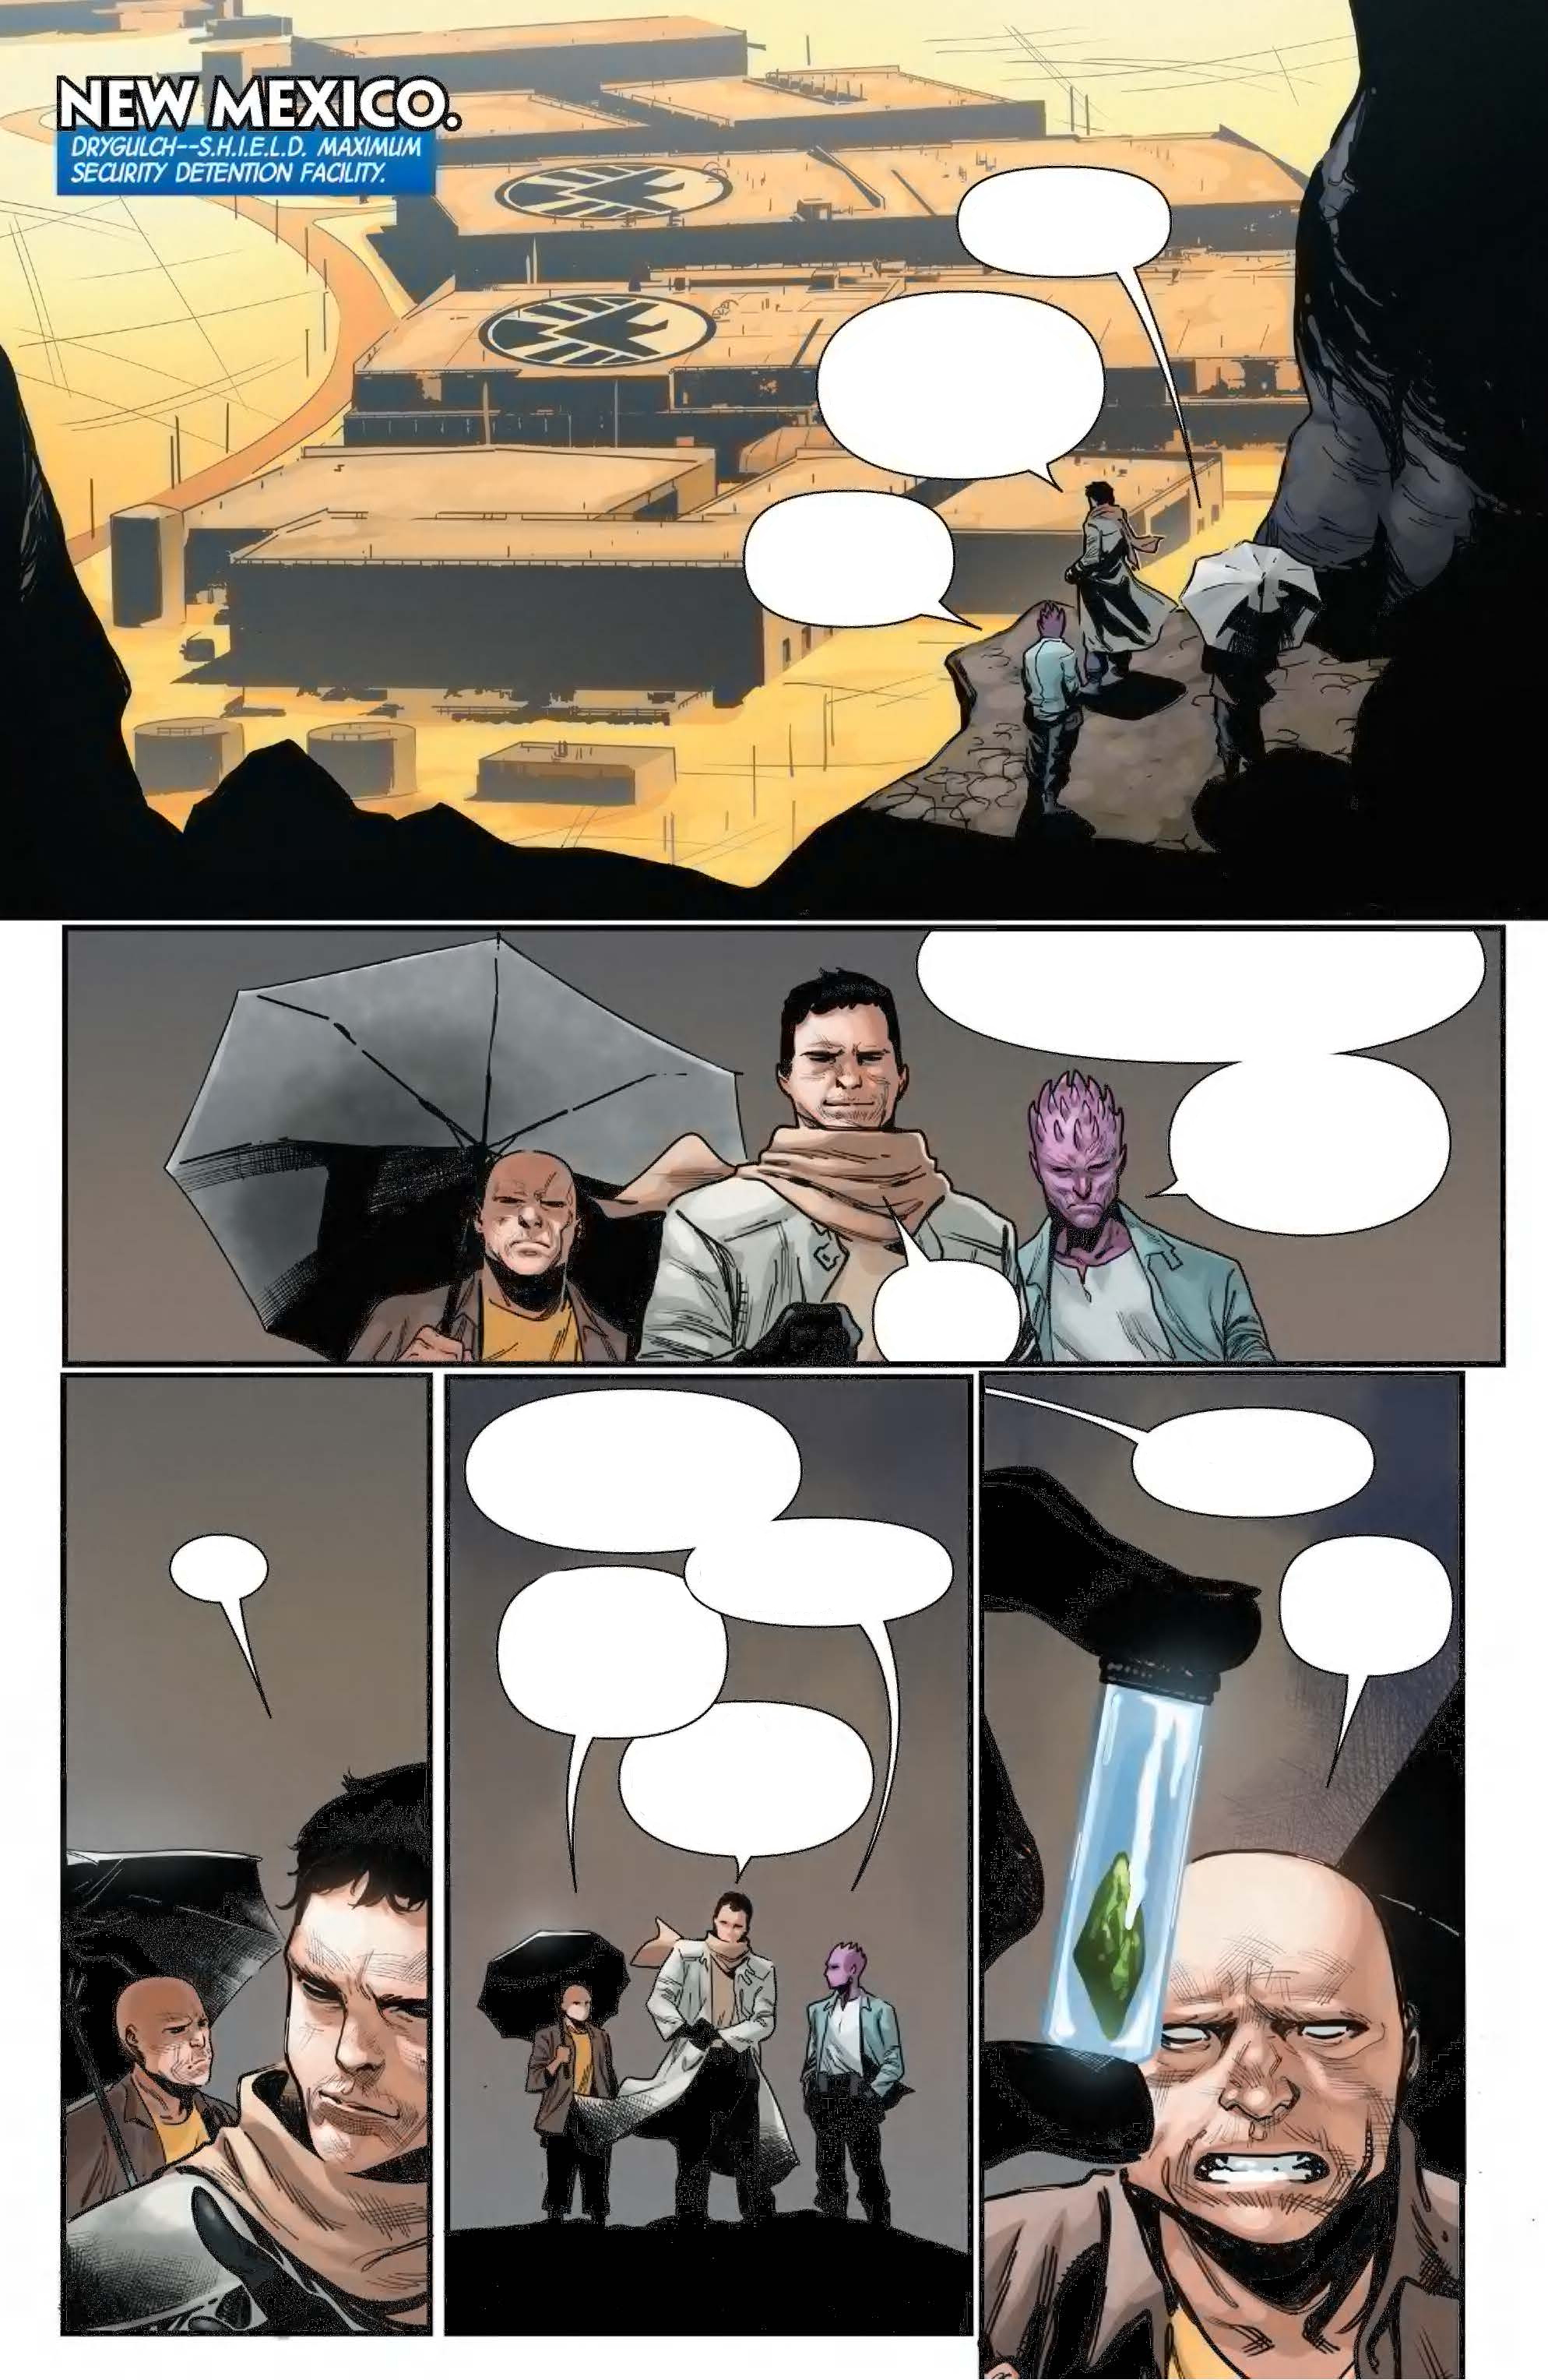 NEW MEXICO.
DRYGULCH--S.H.I.E.L.D. MAXIMUM
SECURITY DETENTION FACILITY.